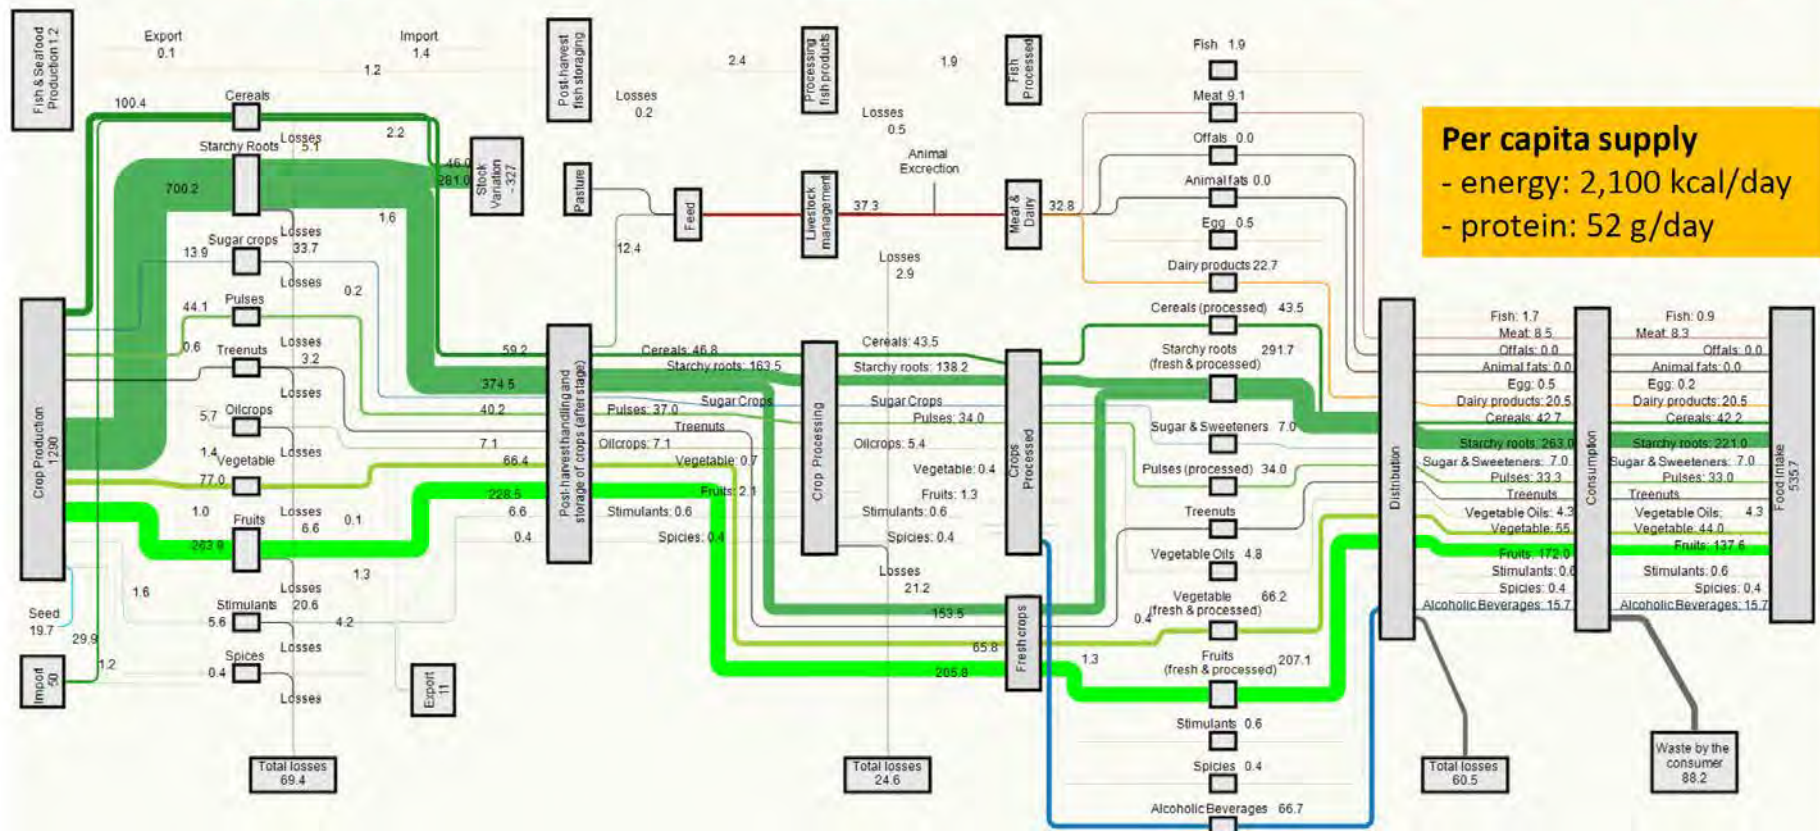 Fish & Seafood
Production 1.2
Export
0.1
1.2
Import
1.4
Post-harvest
fish storaging
2.4
Processing
fish products
1.9
Fish
Processed
Fish 1.9
Losses
0.2
Losses
0.5
100.4
Cereals
2.2
Losses
5.1
Starchy Roots
700.2
46.0
281.0
Stock
Variation
- 327
1.6
Losses
33.7
Sugar crops
13.9
0.2
Losses
Pulses
44.1
Losses
3.2
Treenuts
0.6
Losses
Oilcrops
5.7
1.4
Losses
Vegetable
77.0
Losses
6.6
Fruits
1.0
263.9
0.1
1.3
Losses
20.6
Stimulants
1.6
5.6
4.2
Losses
Spices
1.2
0.4
Losses
Crop Production
1290
Seed
19.7
29.9
Import
50
Export
11
Total losses
69.4
Pasture
Feed
12.4
Livestock
management
37.3
Animal
Excrection
Meat &
Dairy
32.8
Losses
2.9
59.2
374.5
40.2
7.1
66.4
228.5
6.6
0.4
Post-harvest handling and
storage of crops (after stage)
Cereals: 46.8
Starchy roots: 163.5
Pulses: 37.0
Treenuts
Oilcrops: 7.1
Vegetable: 0.7
Fruits: 2.1
Stimulants: 0.6
Spicies: 0.4
Sugar Crops
Crop Processing
Cereals: 43.5
Starchy roots: 138.2
Sugar Crops
Pulses: 34.0
Oilcrops: 5.4
Vegetable: 0.4
Fruits: 1.3
Stimulants: 0.6
Spicies: 0.4
Losses
21.2
Total losses
24.6
Crops
Processed
153.5
65.8
205.8
Fresh crops
0.4
1.3
Meat 9.1
Offals 0.0
Animal fats 0.0
Egg 0.5
Dairy products 22.7
Cereals (processed) 43.5
Starchy roots
(fresh & processed) 291.7
Sugar & Sweeteners 7.0
Pulses (processed) 34.0
Treenuts
Vegetable Oils 4.8
Vegetable
(fresh & processed) 66.2
Fruits
(fresh & processed) 207.1
Stimulants 0.6
Spicies 0.4
Alcoholic Beverages 66.7
Per capita supply
- energy: 2,100 kcal/day
- protein: 52 g/day
Distribution
Fish: 1.7
Meat: 8.5
Offals: 0.0
Animal fats: 0.0
Egg: 0.5
Dairy products: 20.5
Cereals: 42.7
Starchy roots: 263.0
Sugar & Sweeteners: 7.0
Pulses: 33.3
Treenuts
Vegetable Oils: 4.3
Vegetable: 55
Fruits: 172.0
Stimulants: 0.6
Spicies: 0.4
Alcoholic Beverages: 15.7
Total losses
60.5
Consumption
Fish: 0.9
Meat: 8.3
Offals: 0.0
Animal fats: 0.0
Egg: 0.2
Dairy products: 20.5
Cereals: 42.2
Starchy roots: 221.0
Sugar & Sweeteners: 7.0
Pulses: 33.0
Treenuts
Vegetable Oils: 4.3
Vegetable: 44.0
Fruits: 137.6
Stimulants: 0.6
Spicies: 0.4
Alcoholic Beverages: 15.7
Waste by the
consumer
88.2
Food Intake
535.7